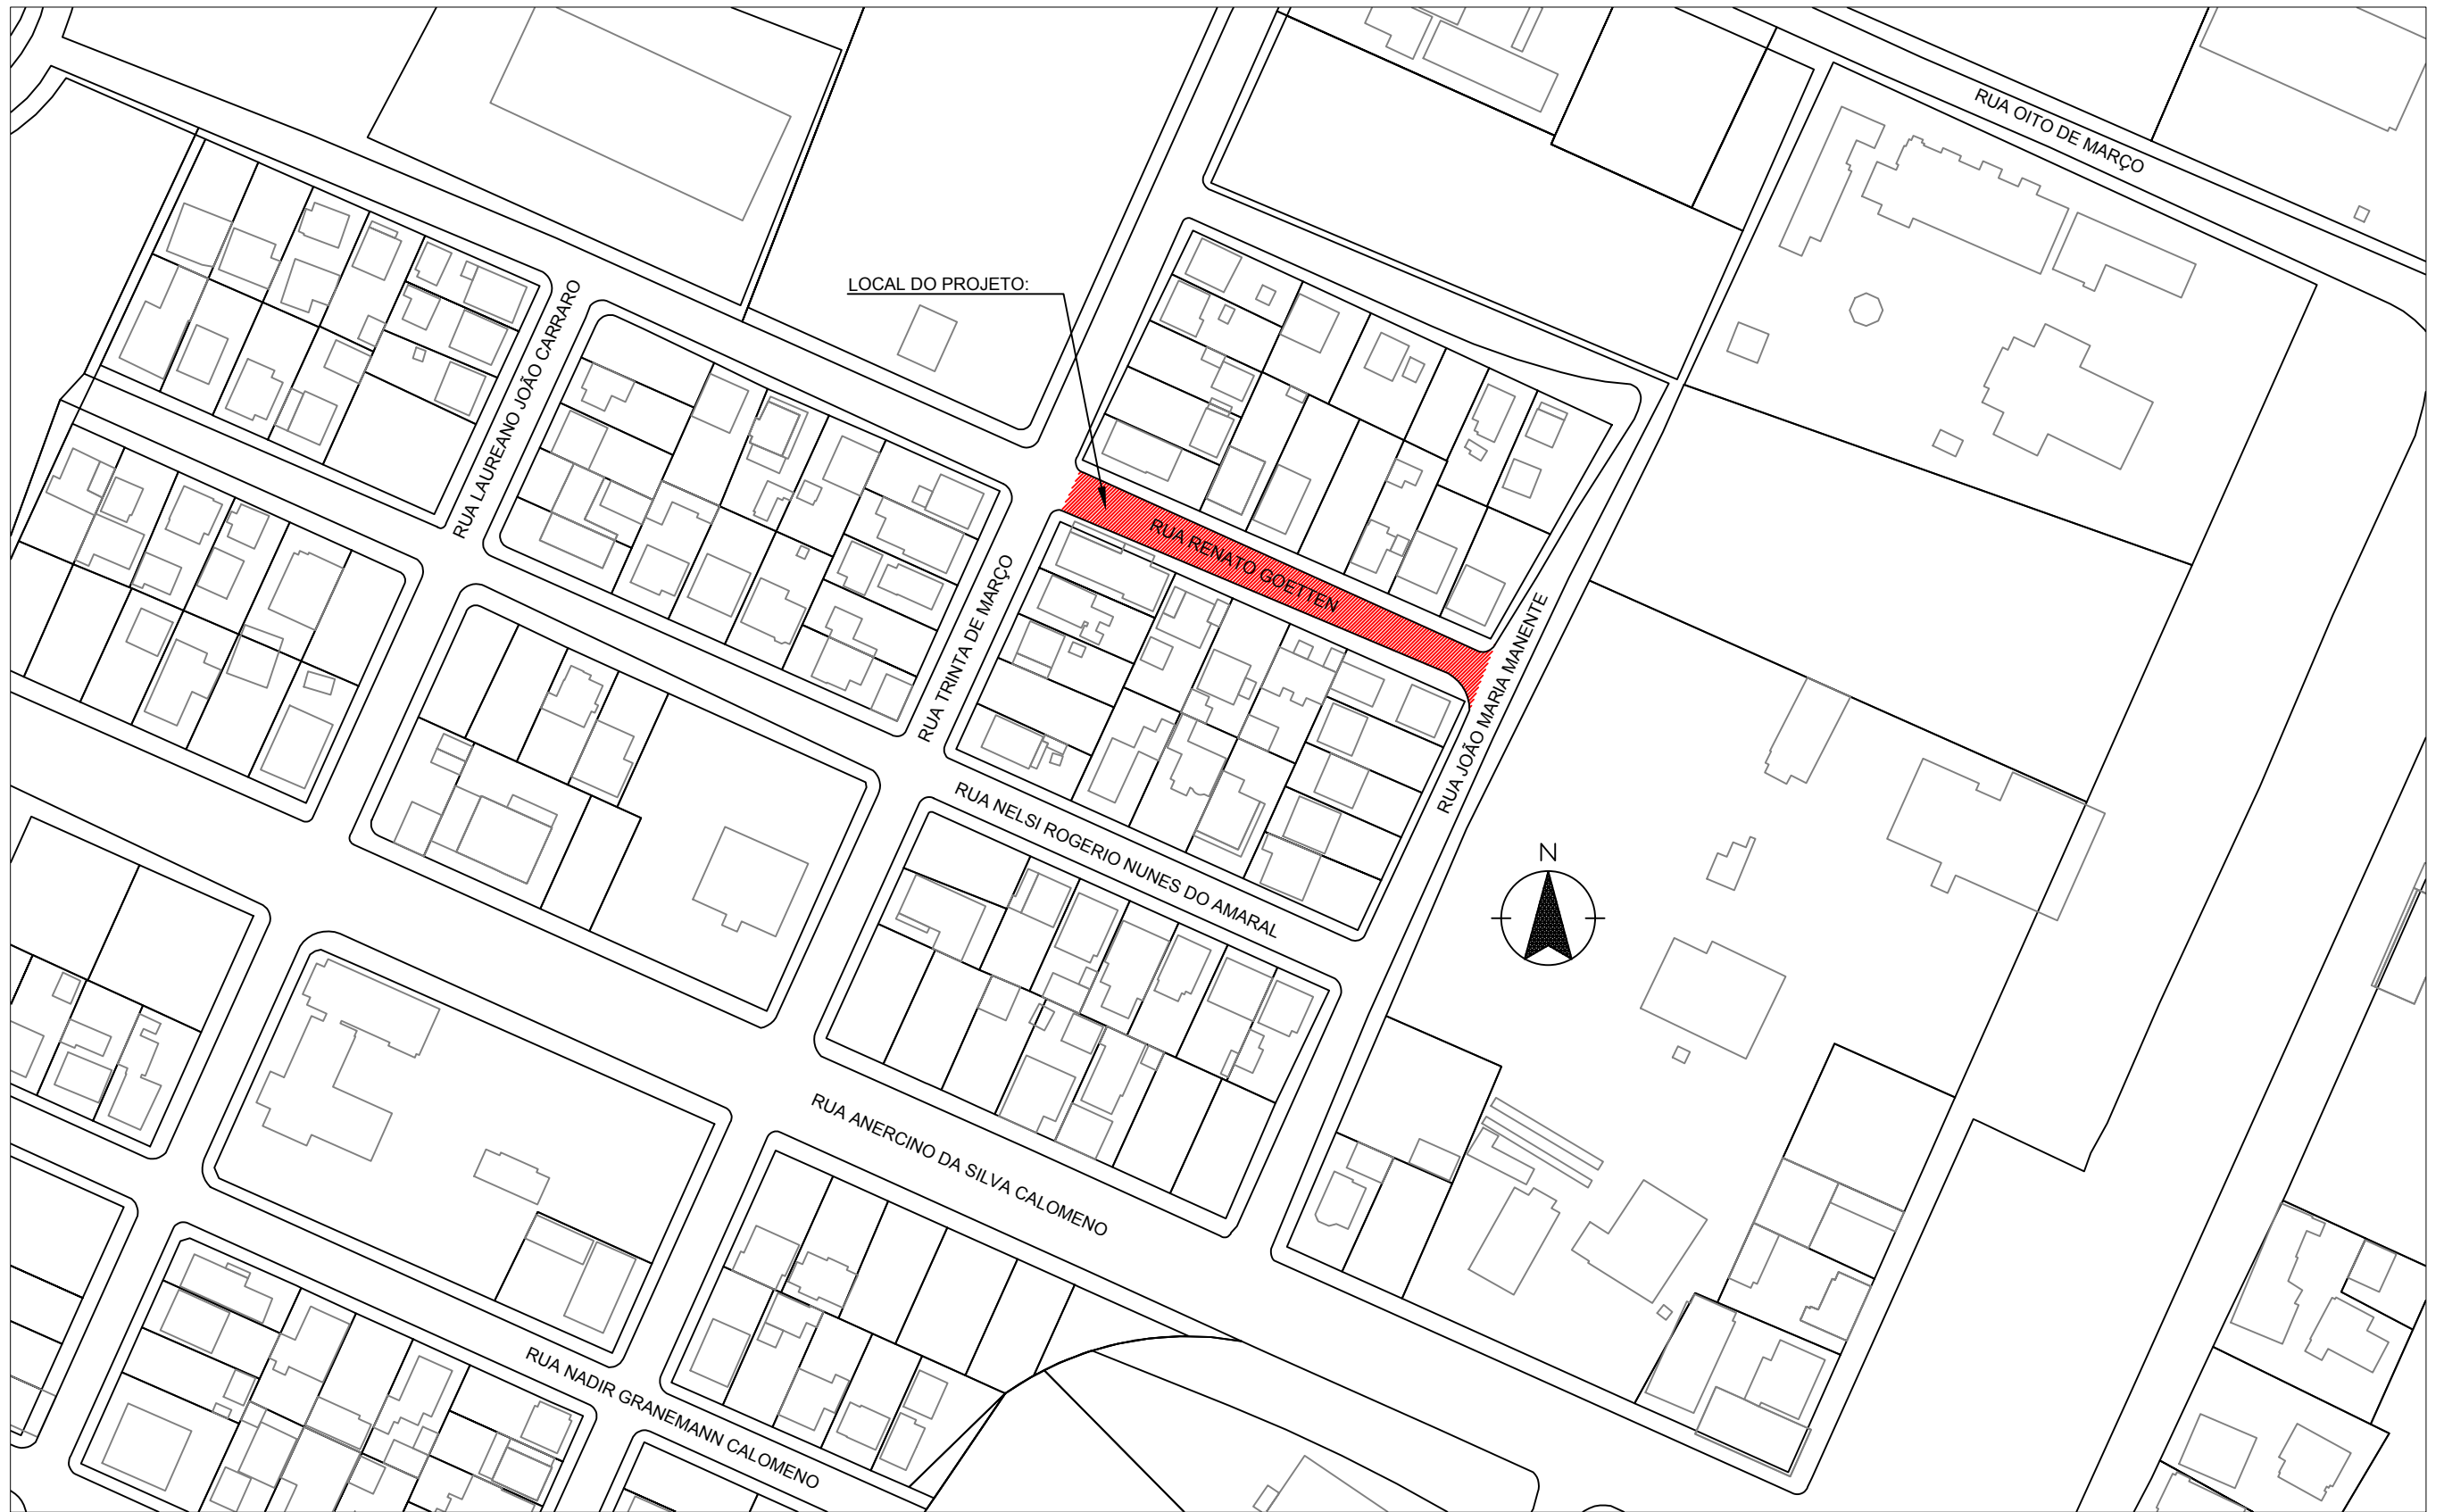 RUA OITO DE MARÇO
LOCAL DO PROJETO:
RUA LAUREANO JOÃO CARRARO
RUA RENATO GOETTEN
RUA TRINTA DE MARÇO
RUA JOÃO MARIA MANENTE
RUA NELSI ROGERIO NUNES DO AMARAL
N
RUA ANERCINO DA SILVA CALOMENO
RUA NADIR GRANEMANN CALOMENO